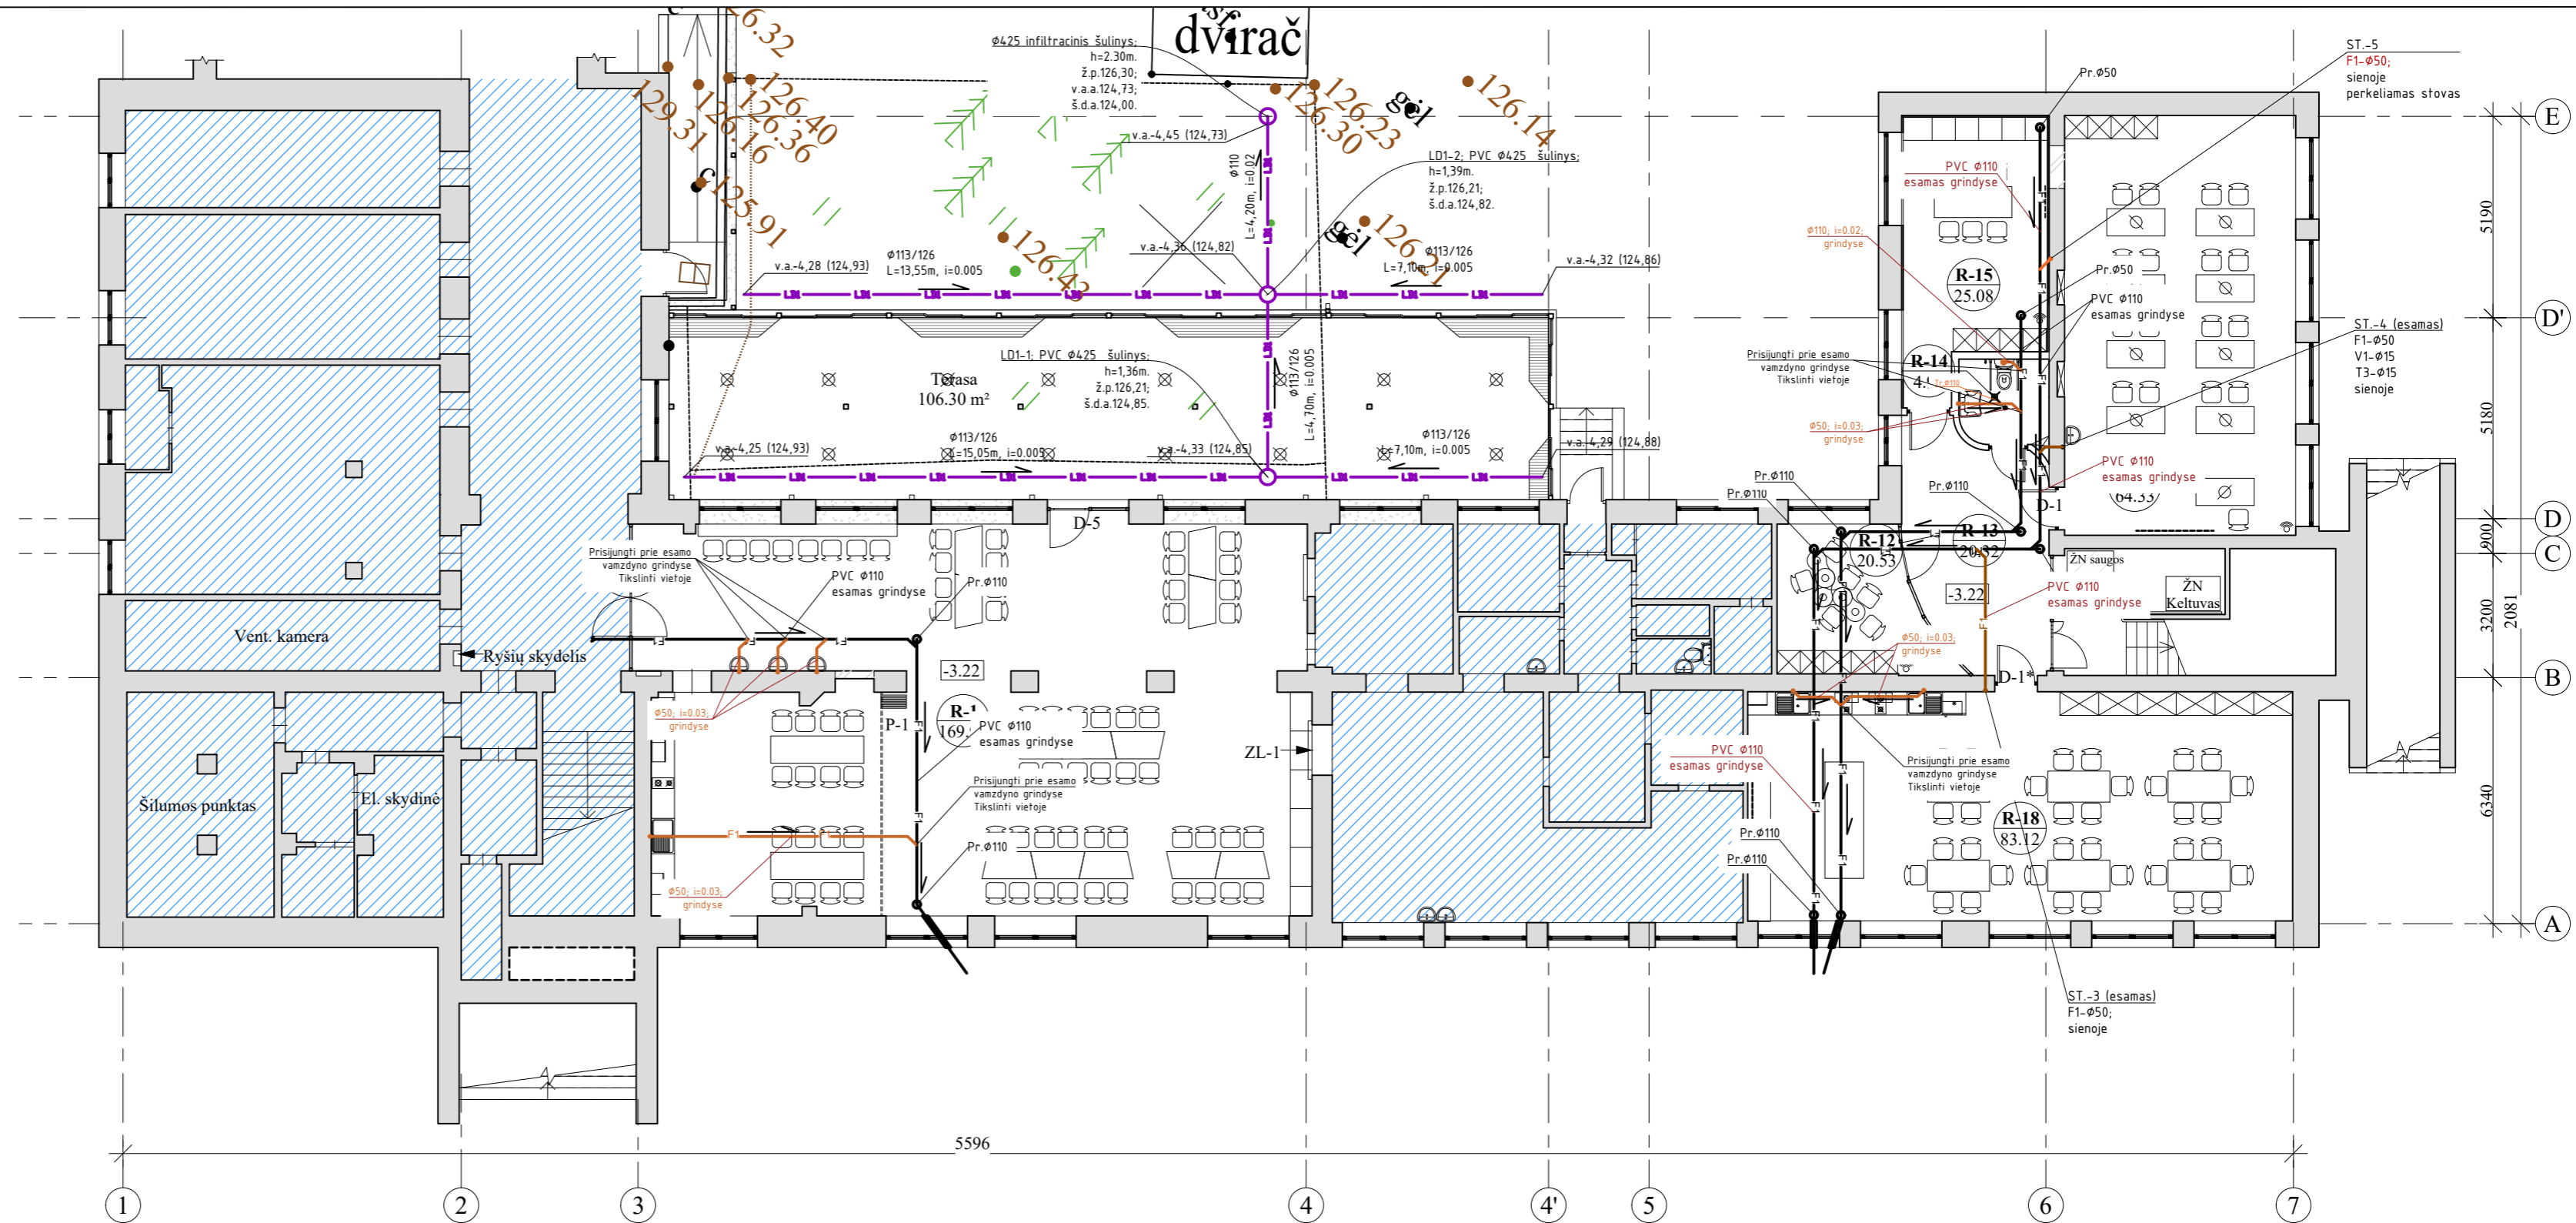 dvirač
Ø425 infiltracinis šulinys;
h=2.30m.
ž.p.126,30;
v.a.a.124,73;
š.d.a.124,00.
129.31
126.16
126.36
126.40
125.91
126.43
126.30
126.23
126.14
126.21
gėl
gėl
v.a.-4,45 (124,73)
Ø110
L=4,20m, i=0.02
LD1-2; PVC Ø425 šulinys;
h=1,39m.
ž.p.126,21;
š.d.a.124,82.
v.a.-4,36 (124,82)
v.a.-4,28 (124,93)
Ø113/126
L=13,55m, i=0.005
Ø113/126
L=7,10m, i=0.005
v.a.-4,32 (124,86)
LD1-1; PVC Ø425 šulinys;
h=1,36m.
ž.p.126,21;
š.d.a.124,85.
Ø113/126
L=4,70m, i=0.005
Terasa
106.30 m²
v.a.-4,25 (124,93)
Ø113/126
L=15,05m, i=0.005
v.a.-4,33 (124,85)
Ø113/126
L=7,10m, i=0.005
v.a.-4,29 (124,88)
Pr.Ø50
ST.-5
F1-Ø50;
sienoje
perkeliamas stovas
PVC Ø110
esamas grindyse
Ø110; i=0.02;
grindyse
R-15
25.08
Pr.Ø50
PVC Ø110
esamas grindyse
ST.-4 (esamas)
F1-Ø50
V1-Ø15
T3-Ø15
sienoje
Prisijungti prie esamo
vamzdyno grindyse
Tikslinti vietoje
R-14
Tr.Ø110
Ø50; i=0.03;
grindyse
PVC Ø110
esamas grindyse
64.33
D-1
Pr.Ø110
Pr.Ø110
Pr.Ø110
R-12
20.53
R-13
20.32
ŽN saugos
ŽN
Keltuvas
-3.22
PVC Ø110
esamas grindyse
Ø50; i=0.03;
grindyse
D-1*
D-5
Prisijungti prie esamo
vamzdyno grindyse
Tikslinti vietoje
PVC Ø110
esamas grindyse
Pr.Ø110
Vent. kamera
Ryšių skydelis
-3.22
Ø50; i=0.03;
grindyse
P-1
R-1
169.
PVC Ø110
esamas grindyse
ZL-1
Šilumos punktas
El. skydinė
Prisijungti prie esamo
vamzdyno grindyse
Tikslinti vietoje
Pr.Ø110
Ø50; i=0.03;
grindyse
PVC Ø110
esamas grindyse
Prisijungti prie esamo
vamzdyno grindyse
Tikslinti vietoje
R-18
83.12
Pr.Ø110
Pr.Ø110
ST.-3 (esamas)
F1-Ø50;
sienoje
E
D'
D
C
B
A
5190
5180
900
3200
6340
2081
5596
1
2
3
4
4'
5
6
7